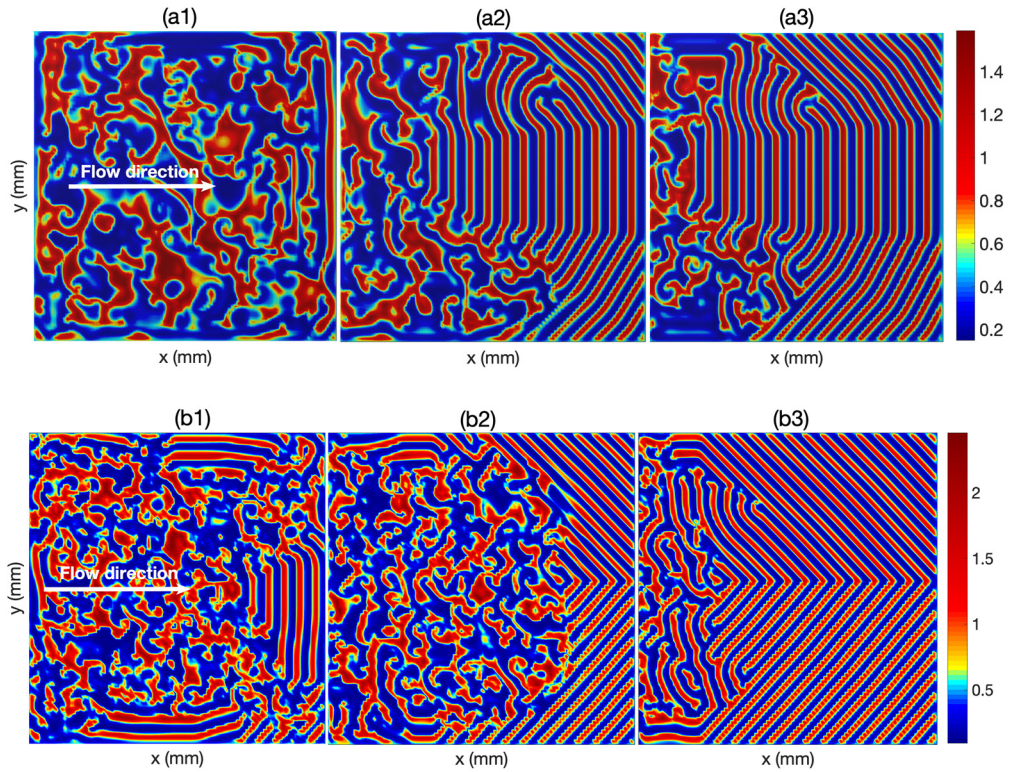 (a1)
(a2)
(a3)
y (mm)
Flow direction
1.4
1.2
1
0.8
0.6
0.4
0.2
x (mm)
x (mm)
x (mm)
(b1)
(b2)
(b3)
y (mm)
Flow direction
2
1.5
1
0.5
x (mm)
x (mm)
x (mm)